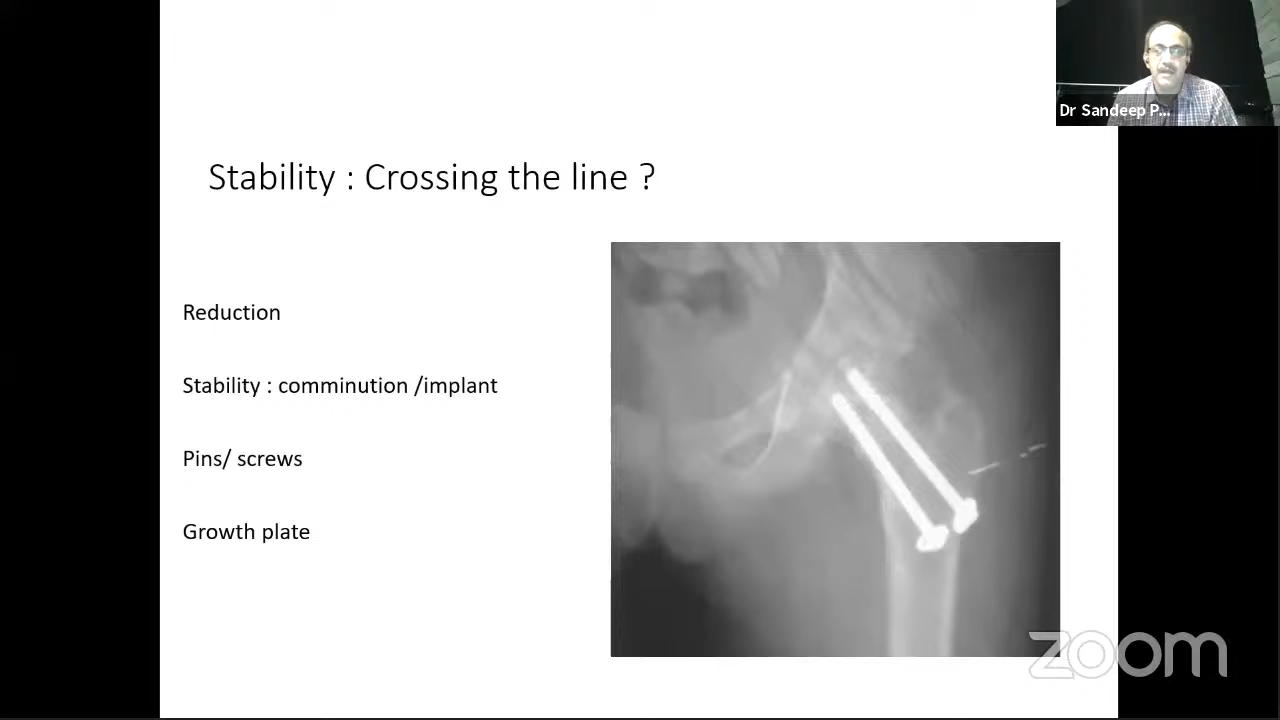 Dr Sandeep P...
Stability : Crossing the line ?
Reduction
Stability : comminution /implant
Pins/ screws
Growth plate
zoom